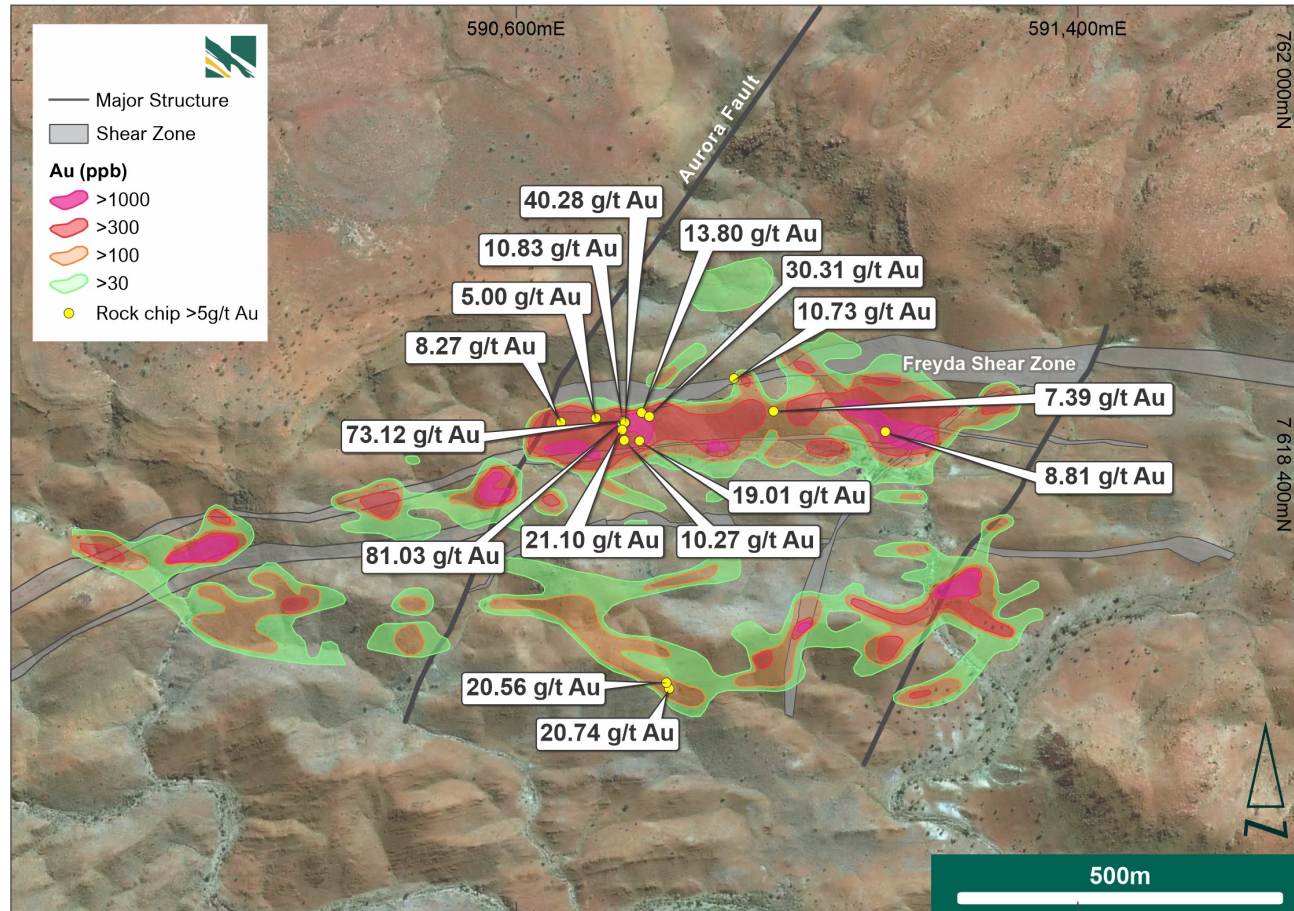 590,600mE
591,400mE
762 000mN
Major Structure
Shear Zone
Au (ppb)
>1000
>300
>100
>30
Rock chip >5g/t Au
Aurora Fault
40.28 g/t Au
10.83 g/t Au
13.80 g/t Au
5.00 g/t Au
30.31 g/t Au
8.27 g/t Au
10.73 g/t Au
Freyda Shear Zone
7.39 g/t Au
73.12 g/t Au
7 618 400mN
8.81 g/t Au
19.01 g/t Au
81.03 g/t Au
21.10 g/t Au
10.27 g/t Au
20.56 g/t Au
20.74 g/t Au
N
500m